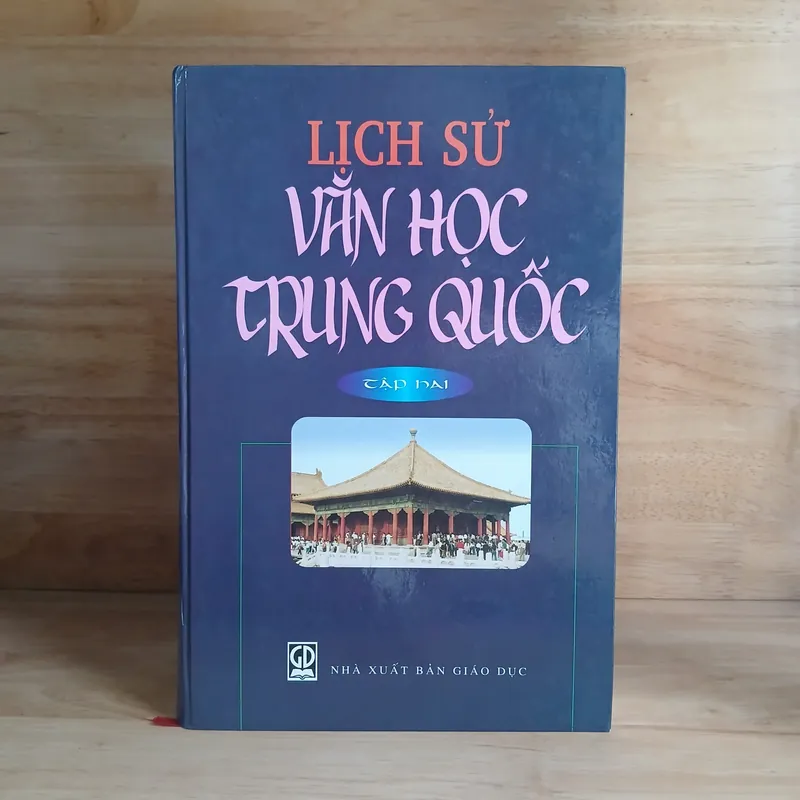 LỊCH SỬ
VĂN HỌC
TRUNG QUỐC
TẬP HAI
GD
NHÀ XUẤT BẢN GIÁO DỤC